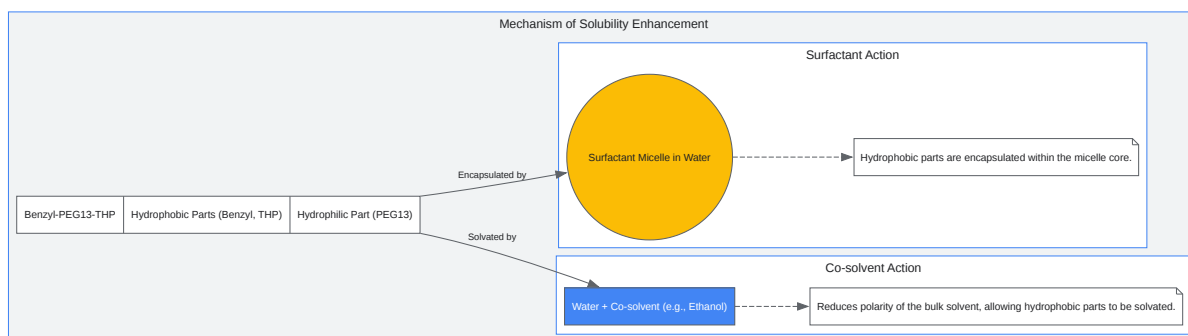 Mechanism of Solubility Enhancement
Surfactant Action
Surfactant Micelle in Water
Hydrophobic parts are encapsulated within the micelle core.
Encapsulated by
Benzyl-PEG13-THP
Hydrophobic Parts (Benzyl, THP)
Hydrophilic Part (PEG13)
Solvated by
Co-solvent Action
Water + Co-solvent (e.g., Ethanol)
Reduces polarity of the bulk solvent, allowing hydrophobic parts to be solvated.